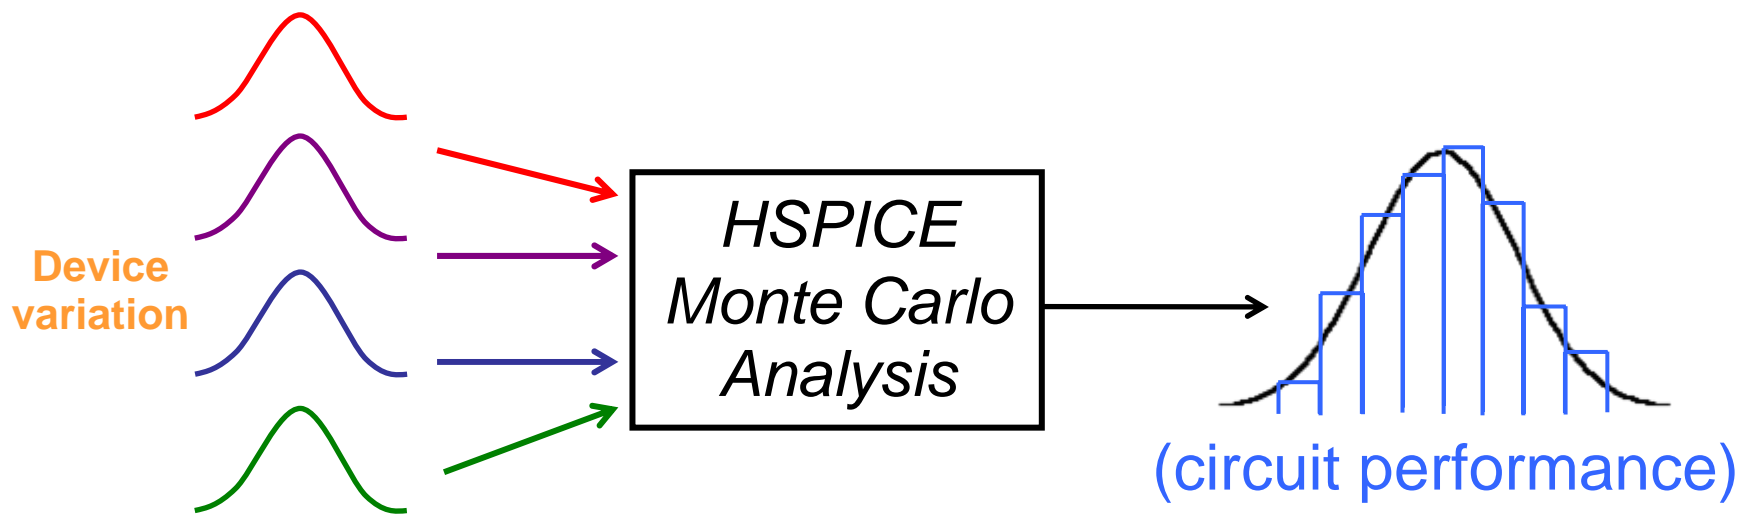 Device
variation
HSPICE
Monte Carlo
Analysis
(circuit performance)